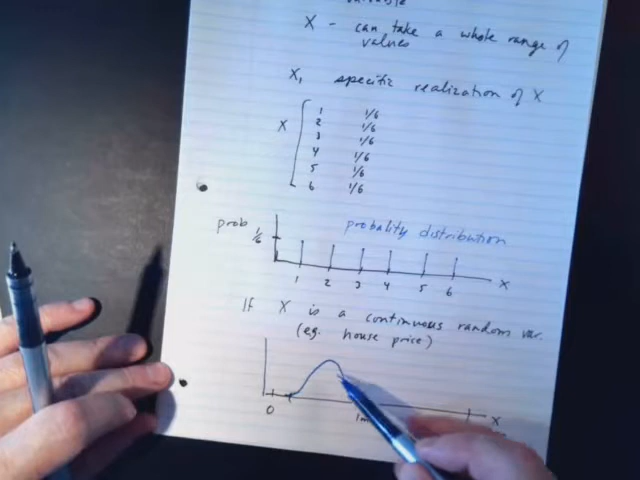 X - can take a whole range of
values
X, specific realization of X
X
1 1/6
2 1/6
3 1/6
4 1/6
5 1/6
6 1/6
prob
1/6
probality distribution
1 2 3 4 5 6 X
If X is a continuous random var.
(eg. house price)
0 X